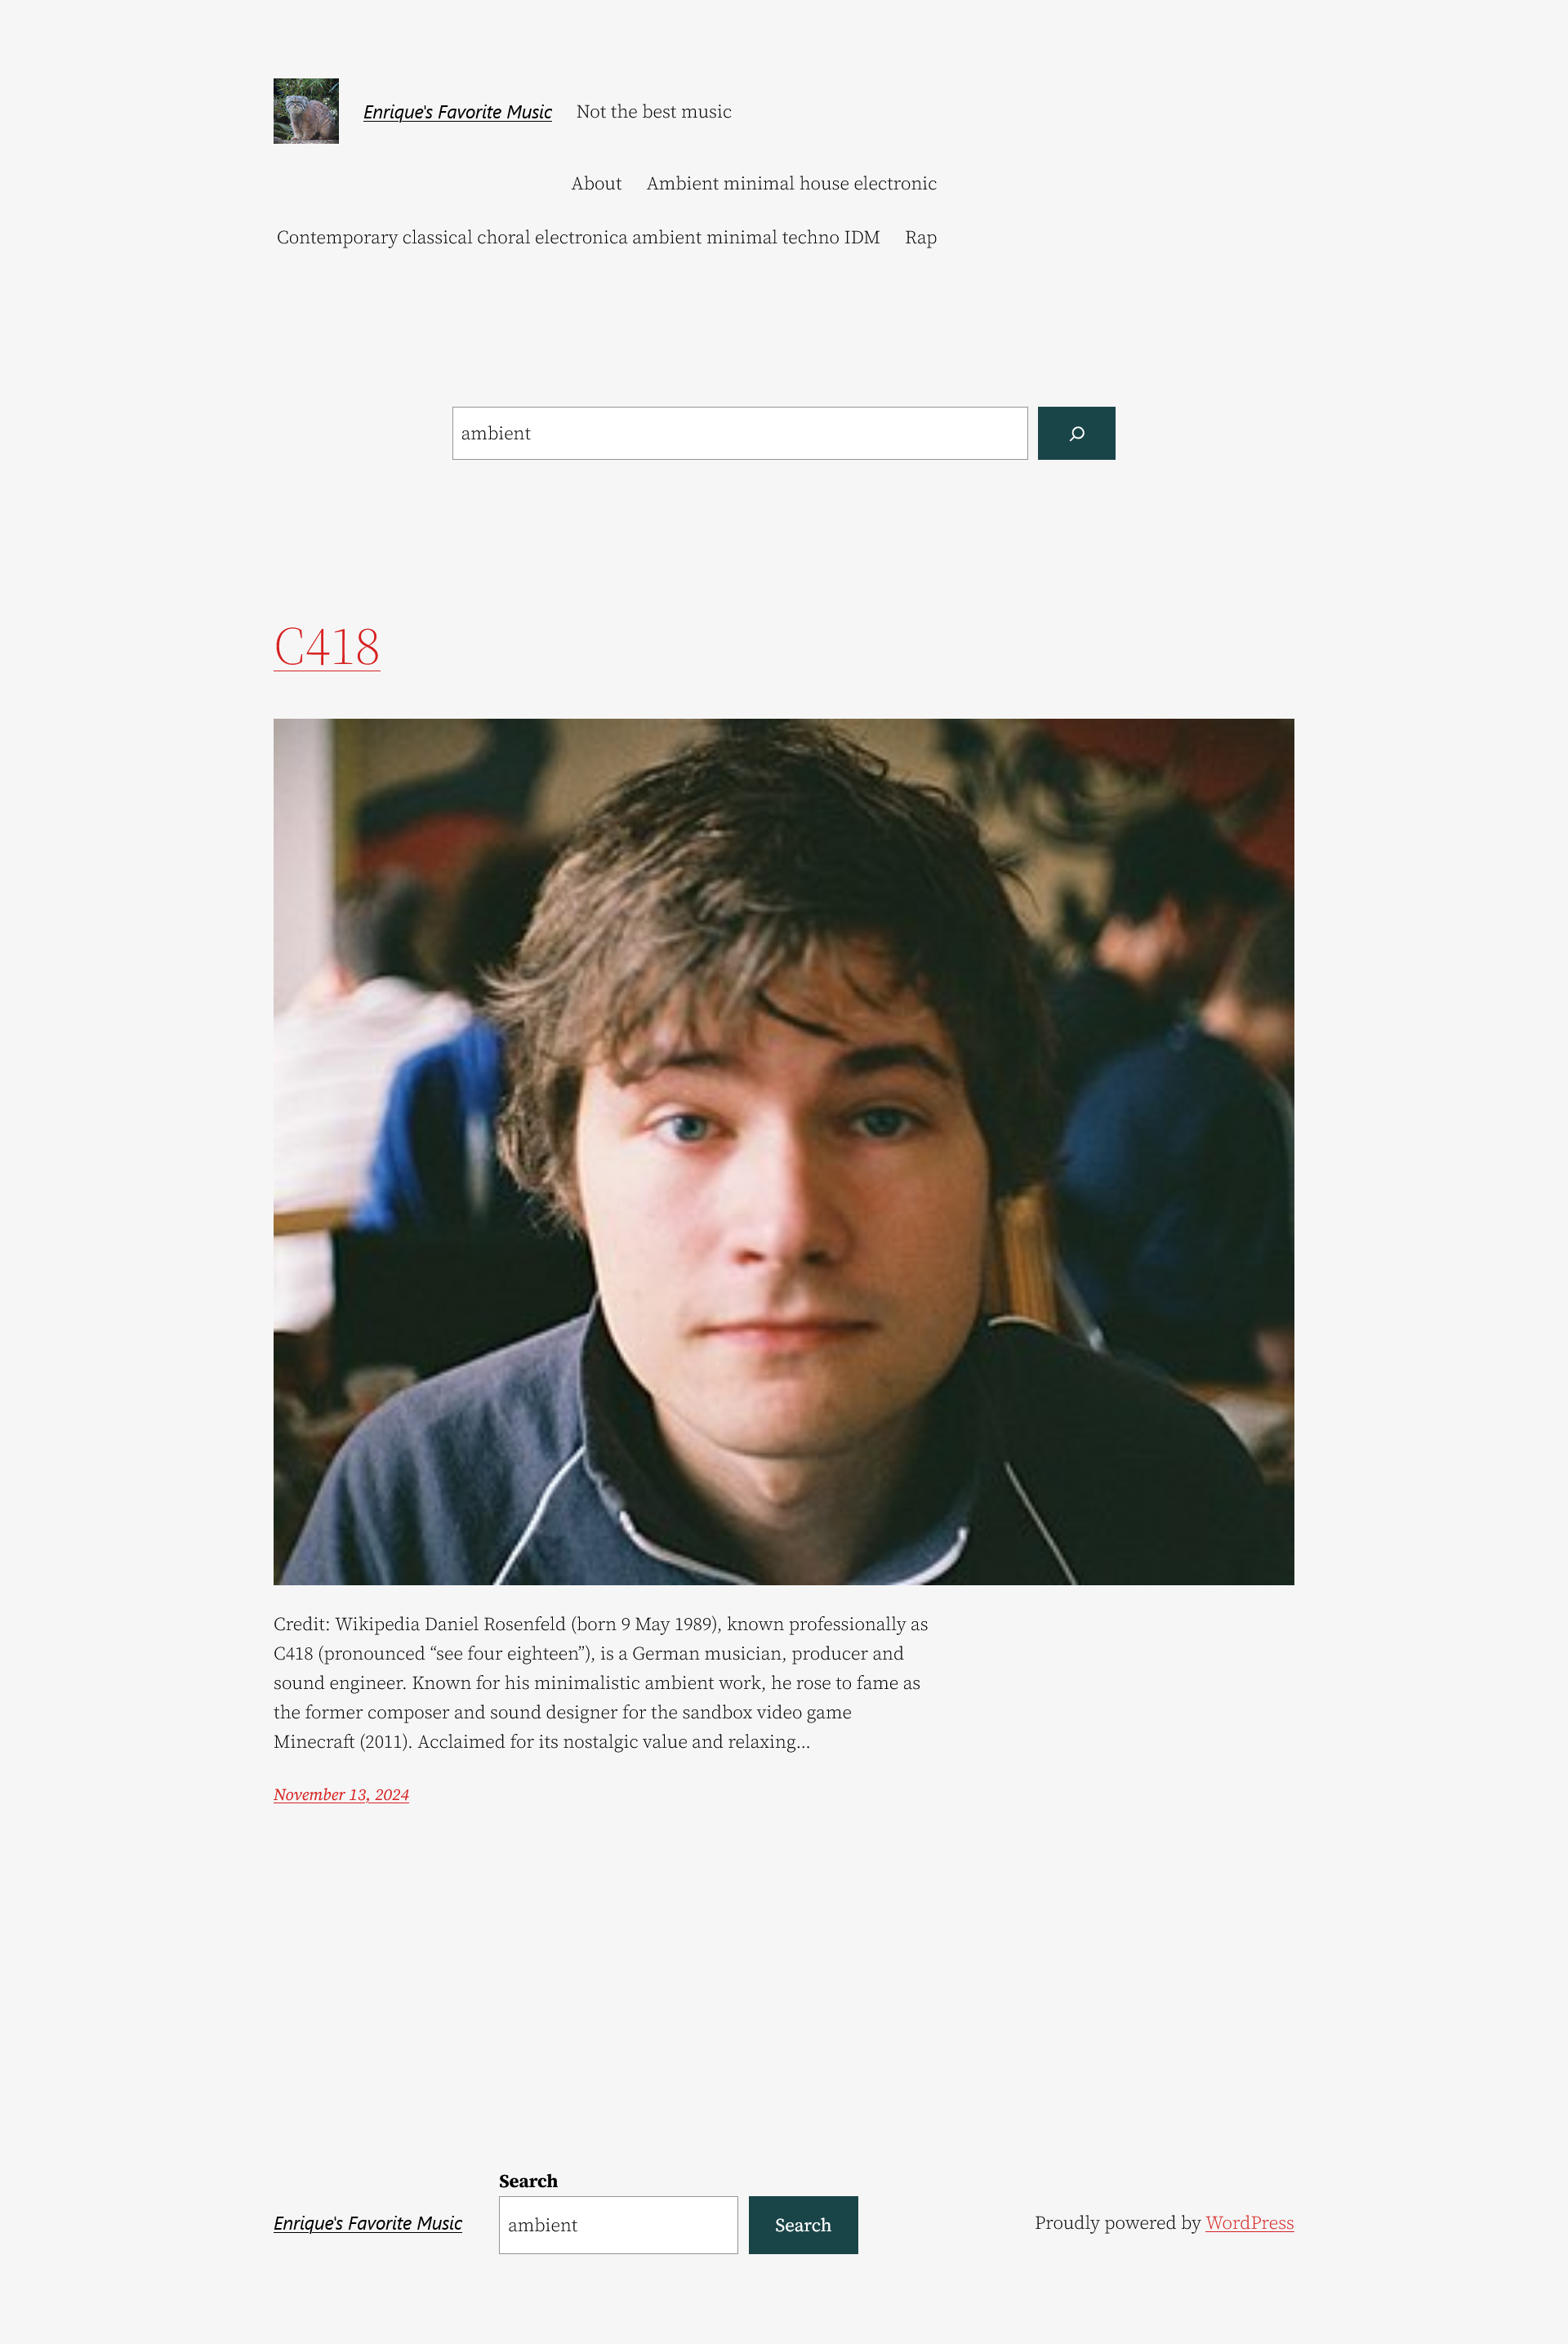 Enrique's Favorite Music Not the best music
About Ambient minimal house electronic
Contemporary classical choral electronica ambient minimal techno IDM Rap
ambient
C418
Credit: Wikipedia Daniel Rosenfeld (born 9 May 1989), known professionally as
C418 (pronounced “see four eighteen”), is a German musician, producer and
sound engineer. Known for his minimalistic ambient work, he rose to fame as
the former composer and sound designer for the sandbox video game
Minecraft (2011). Acclaimed for its nostalgic value and relaxing…
November 13, 2024
Search
Enrique's Favorite Music ambient Search Proudly powered by WordPress